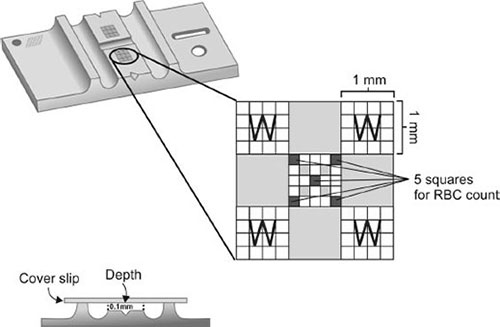 1 mm
W W
1 mm
5 squares
for RBC count
W W
Cover slip
Depth
0.1mm